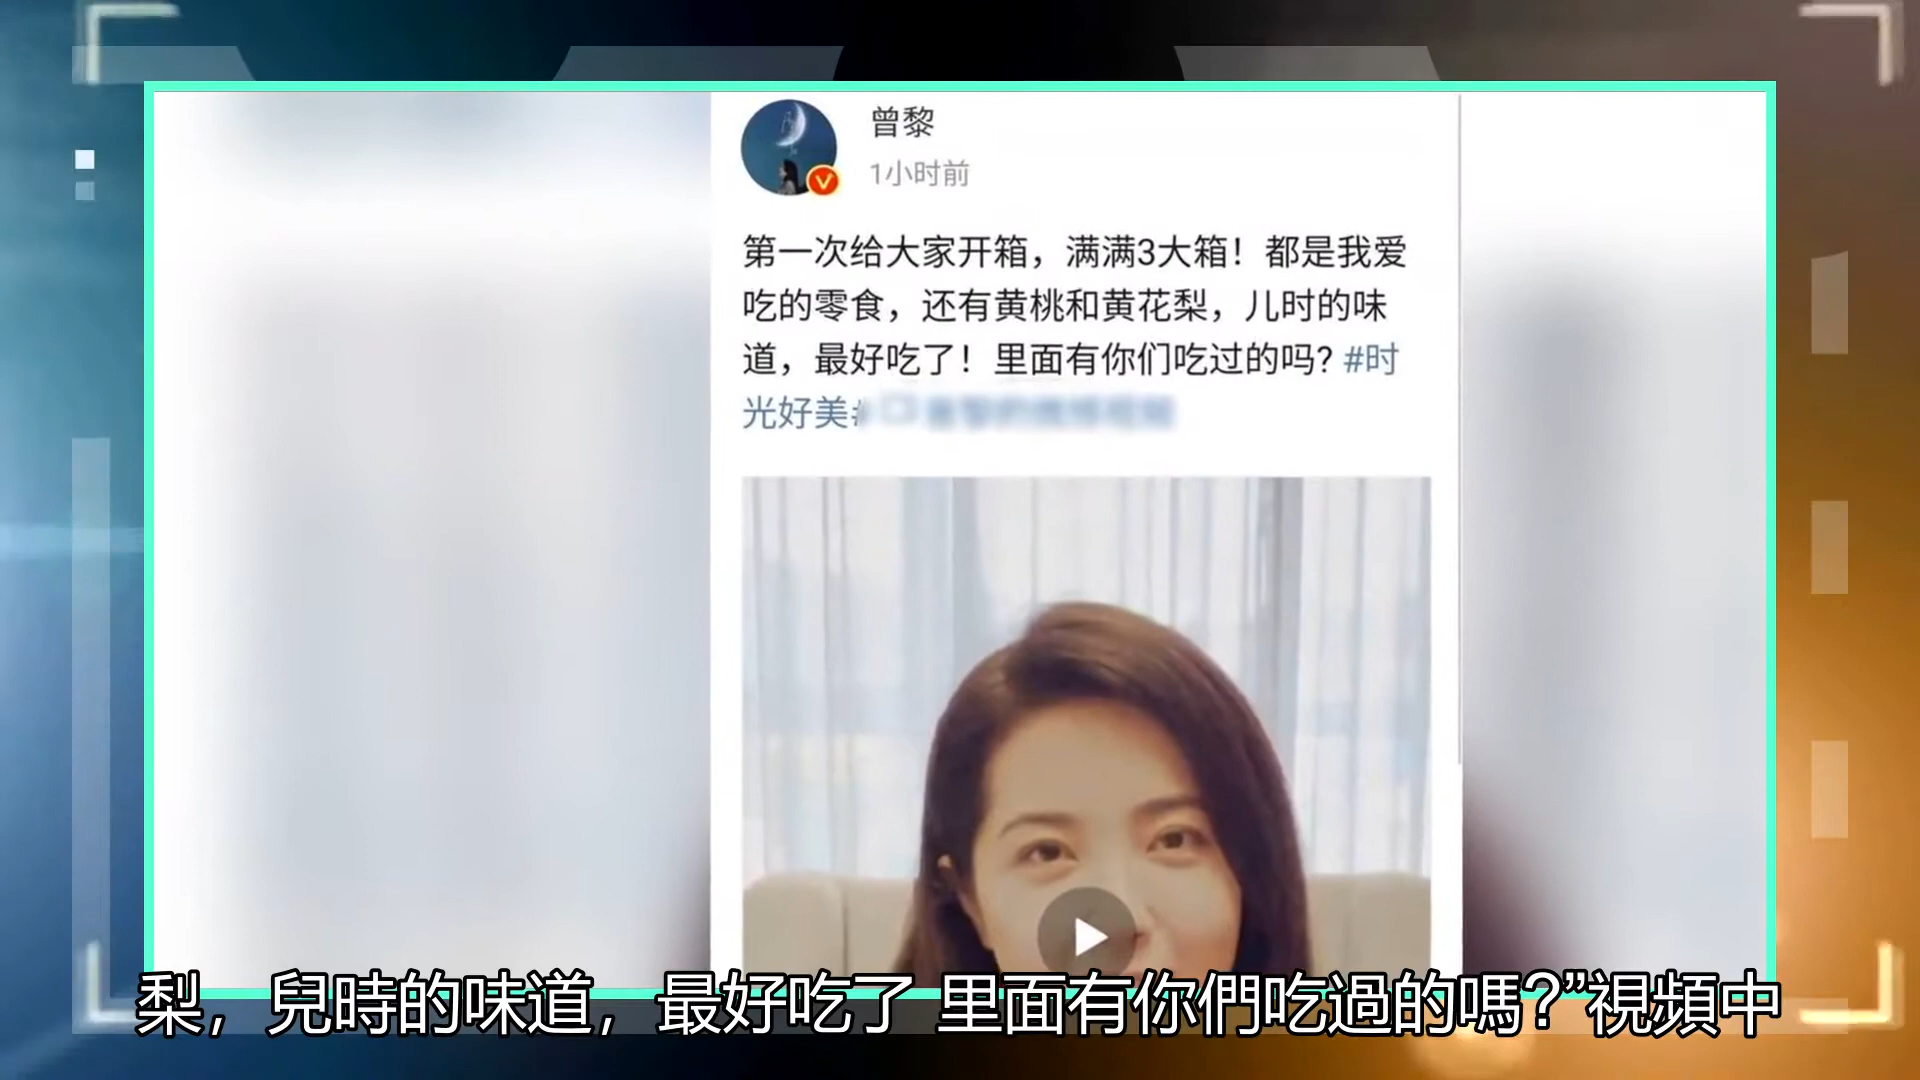 曾黎
1小时前
第一次给大家开箱，满满3大箱！都是我爱
吃的零食，还有黄桃和黄花梨，儿时的味
道，最好吃了！里面有你们吃过的吗？#时
光好美#
梨，兒時的味道，最好吃了 里面有你們吃過的嗎?”視頻中